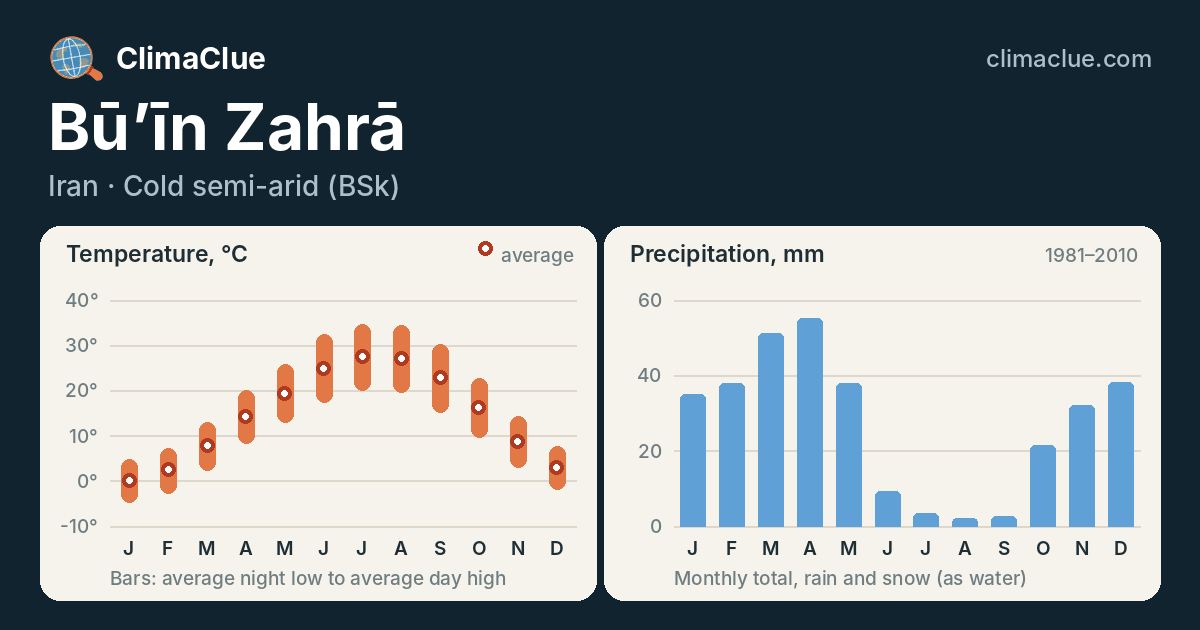 ClimaClue
climaclue.com
Bū’īn Zahrā
Iran · Cold semi-arid (BSk)
Temperature, °C
average
40°
30°
20°
10°
0°
-10°
J F M A M J J A S O N D
Bars: average night low to average day high
Precipitation, mm
1981–2010
60
40
20
0
J F M A M J J A S O N D
Monthly total, rain and snow (as water)